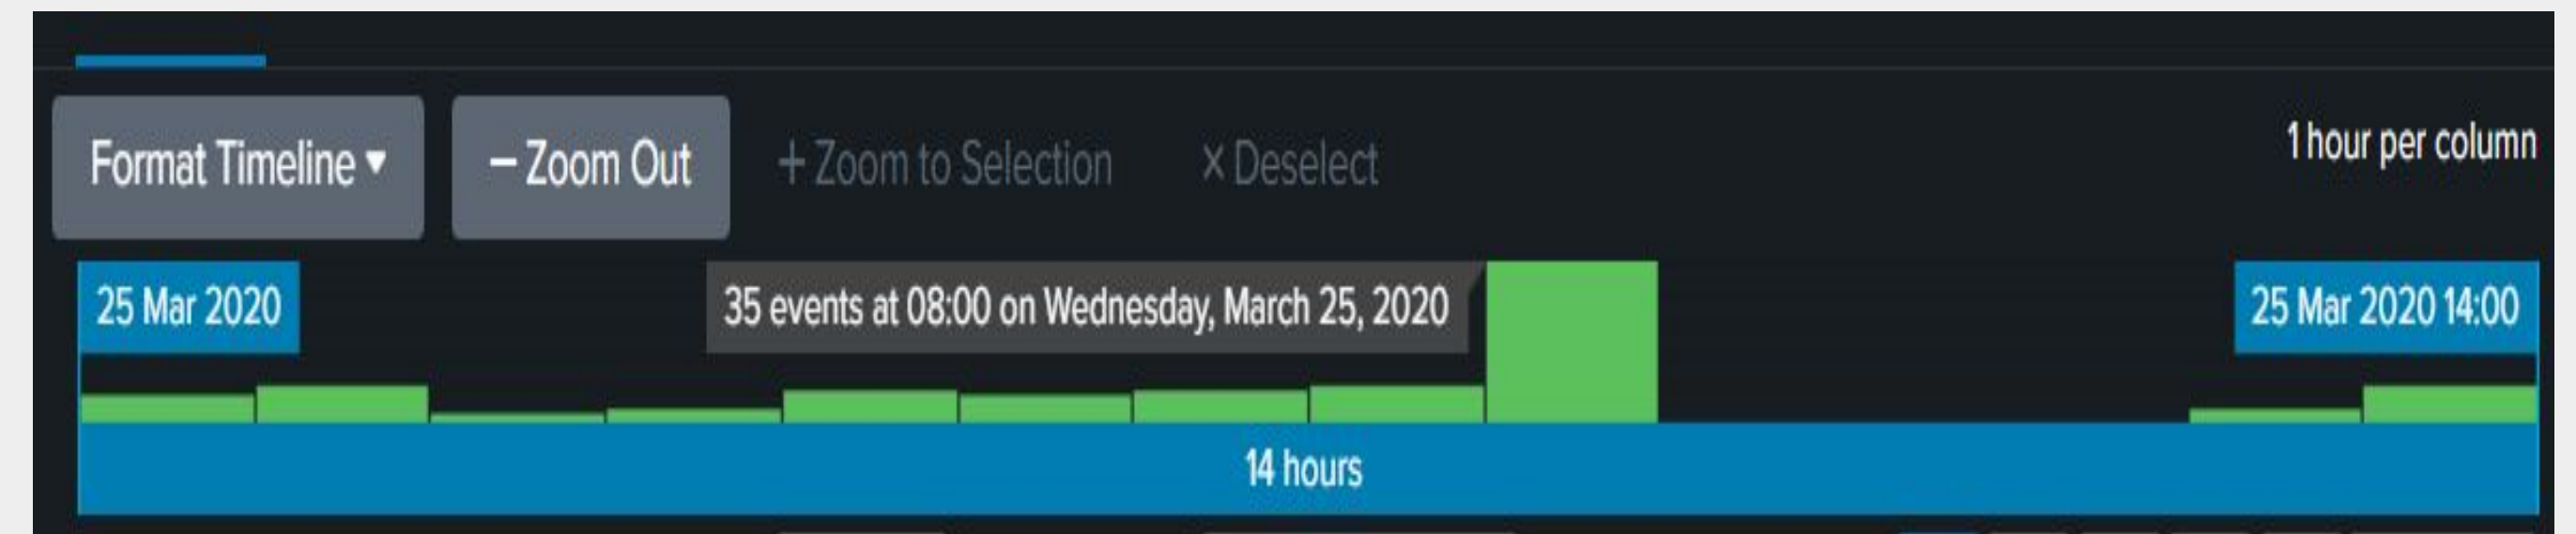 Format Timeline ▾ − Zoom Out + Zoom to Selection × Deselect 1 hour per column
25 Mar 2020 35 events at 08:00 on Wednesday, March 25, 2020 25 Mar 2020 14:00
14 hours